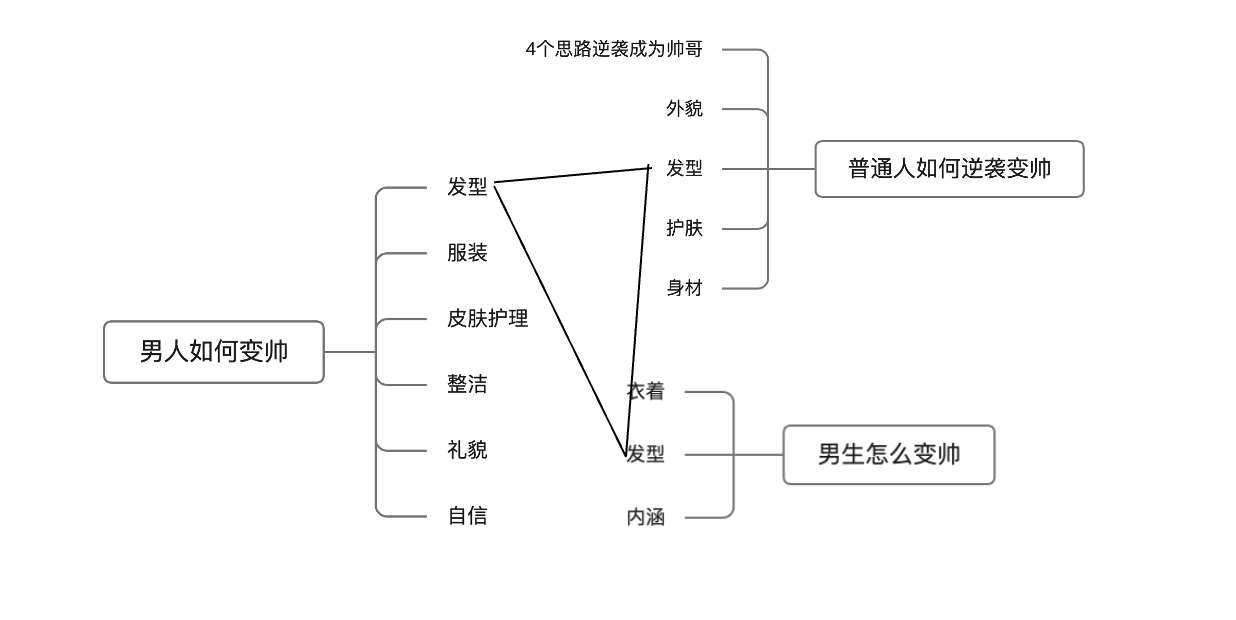 男人如何变帅
发型
服装
皮肤护理
整洁
礼貌
自信
4个思路逆袭成为帅哥
外貌
发型
护肤
身材
普通人如何逆袭变帅
衣着
发型
内涵
男生怎么变帅